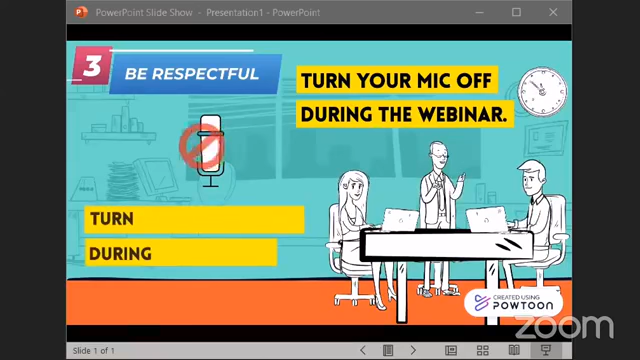 PowerPoint Slide Show - Presentation1 - PowerPoint
3
BE RESPECTFUL
TURN YOUR MIC OFF
DURING THE WEBINAR.
TURN
DURING
CREATED USING
POWTOON
zoom
Slide 1 of 1